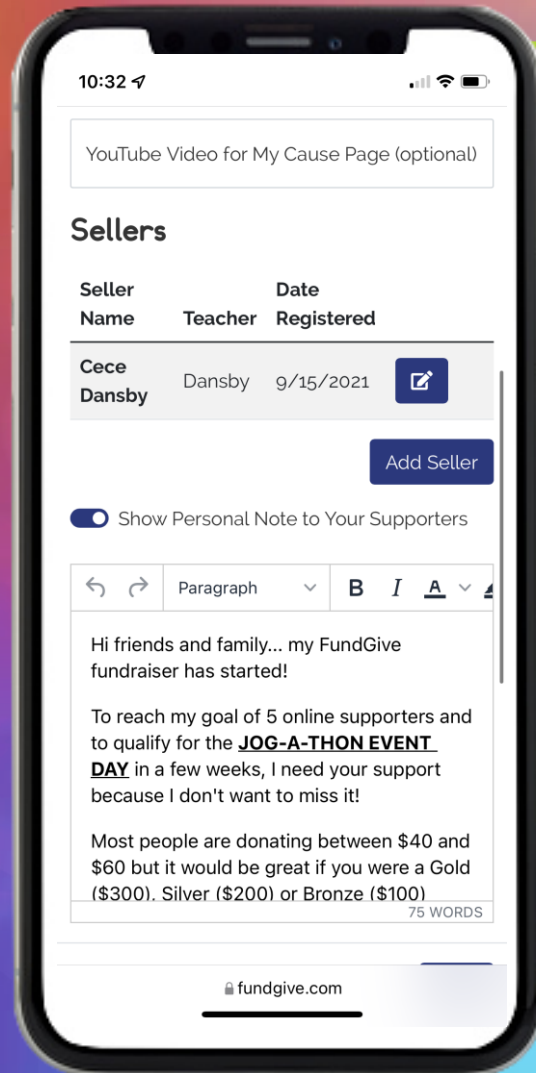 10:32
YouTube Video for My Cause Page (optional)
Sellers
Seller Name Teacher Date Registered
Cece Dansby Dansby 9/15/2021
Add Seller
Show Personal Note to Your Supporters
Paragraph B I A
Hi friends and family... my FundGive
fundraiser has started!
To reach my goal of 5 online supporters and
to qualify for the JOG-A-THON EVENT
DAY in a few weeks, I need your support
because I don't want to miss it!
Most people are donating between $40 and
$60 but it would be great if you were a Gold
($300), Silver ($200) or Bronze ($100)
75 WORDS
fundgive.com